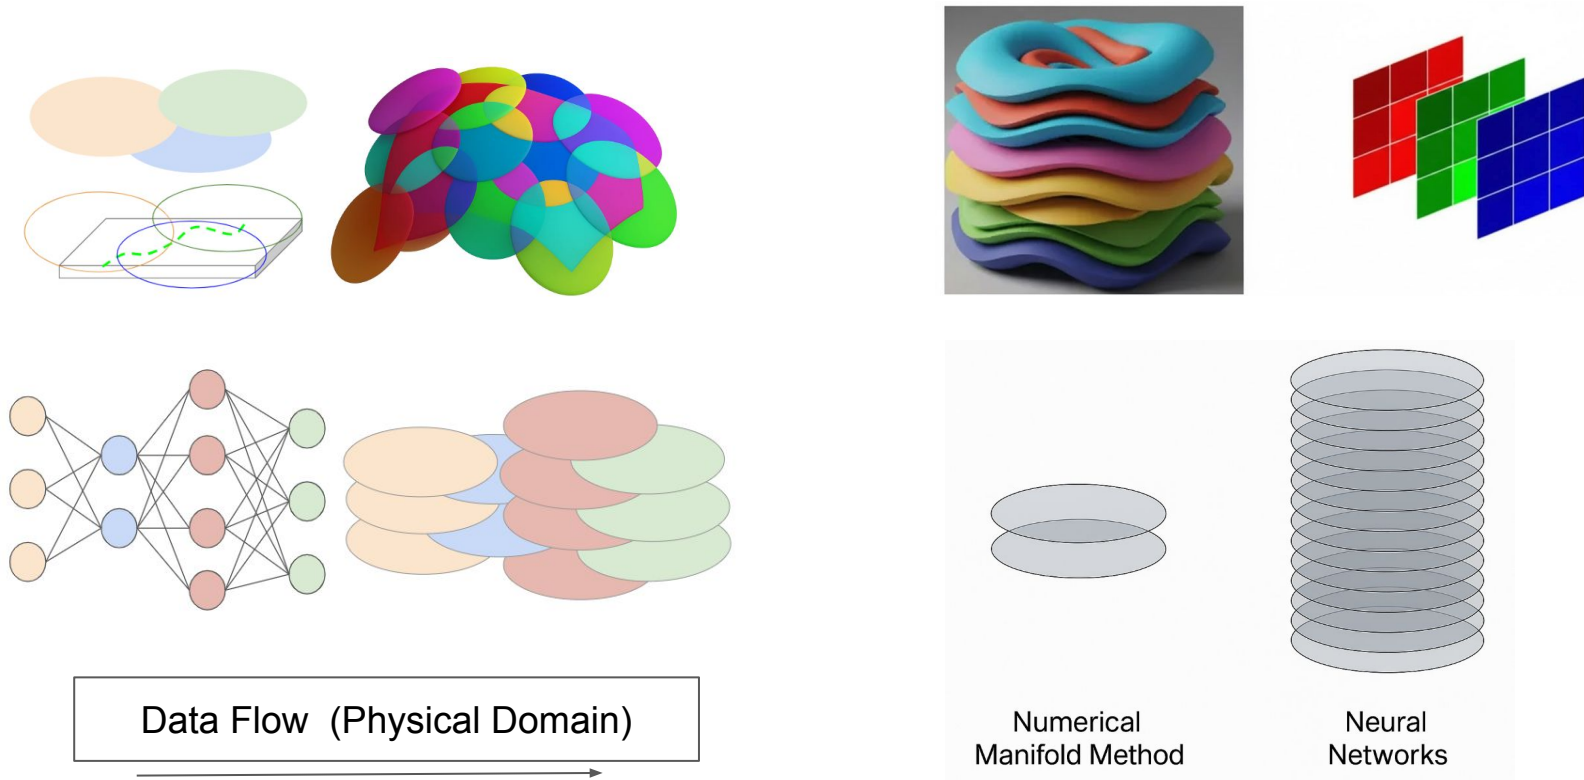 Data Flow  (Physical Domain)
Numerical
Manifold Method
Neural
Networks